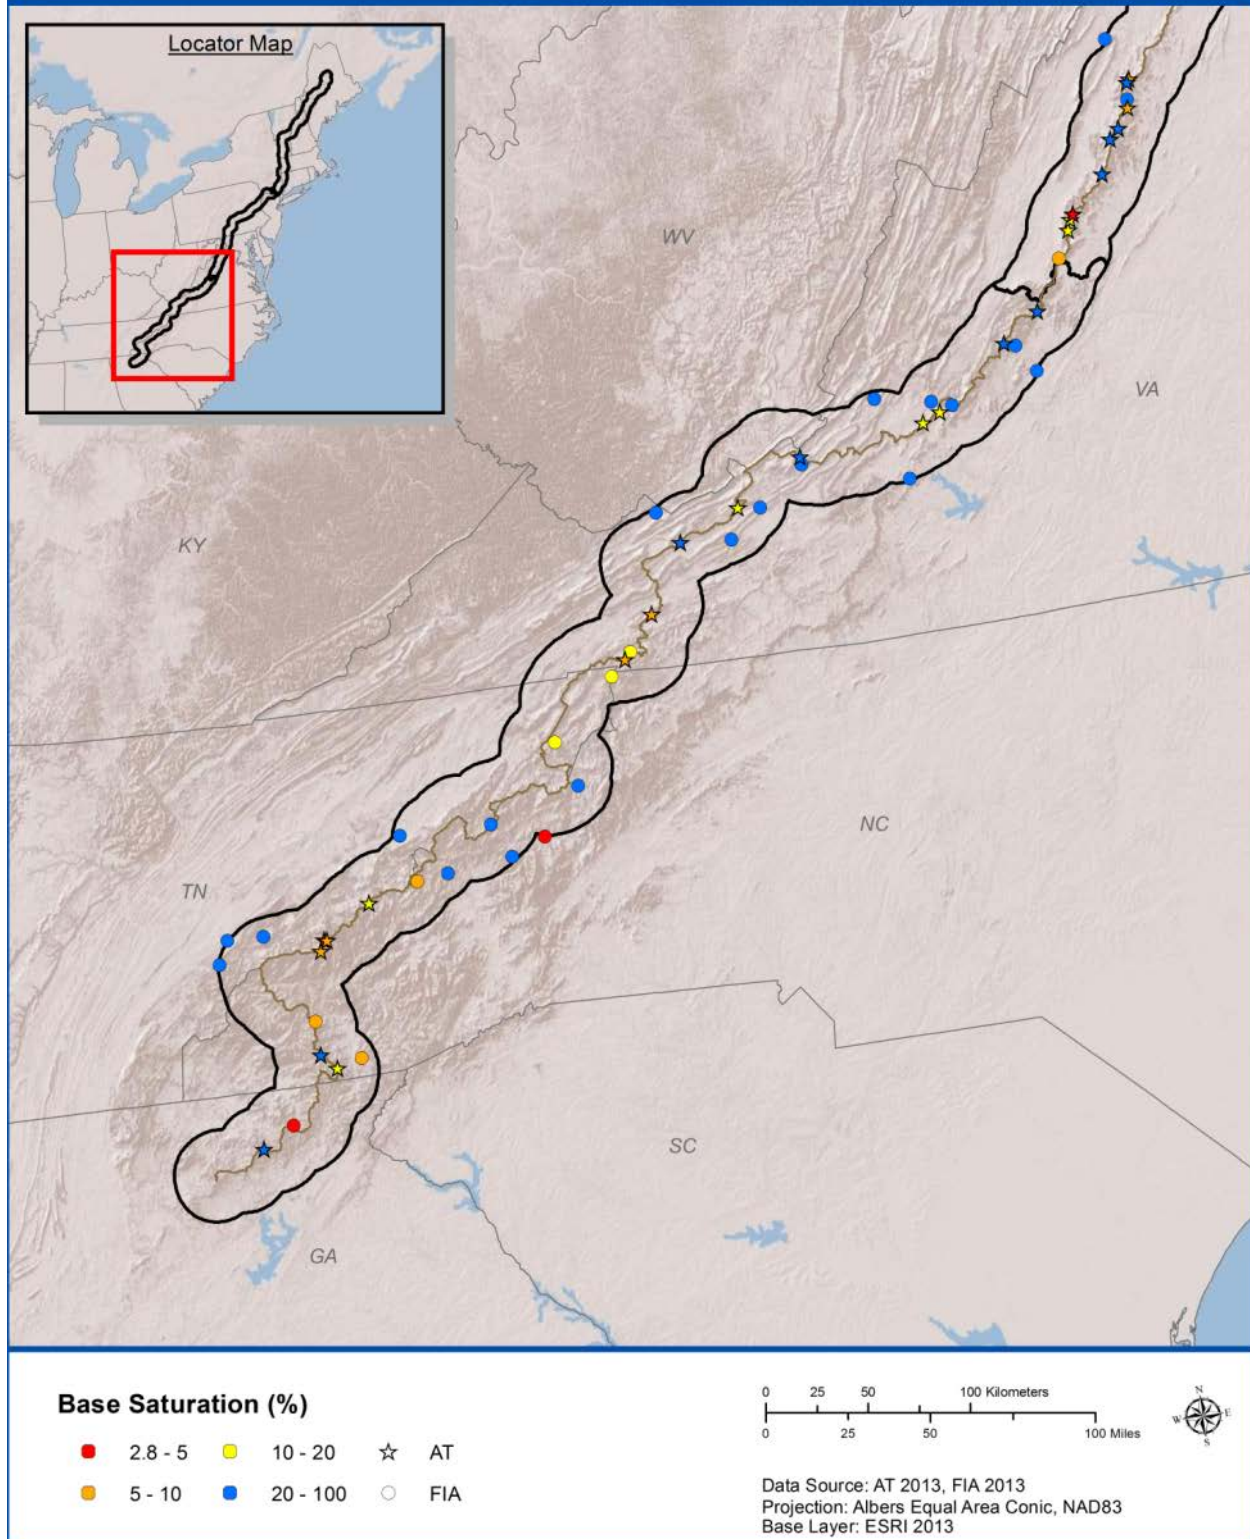 Locator Map
WV
VA
KY
NC
TN
SC
GA
Base Saturation (%)
2.8 - 5
10 - 20
AT
5 - 10
20 - 100
FIA
0 25 50 100 Kilometers
0 25 50 100 Miles
N
W E
S
Data Source: AT 2013, FIA 2013
Projection: Albers Equal Area Conic, NAD83
Base Layer: ESRI 2013